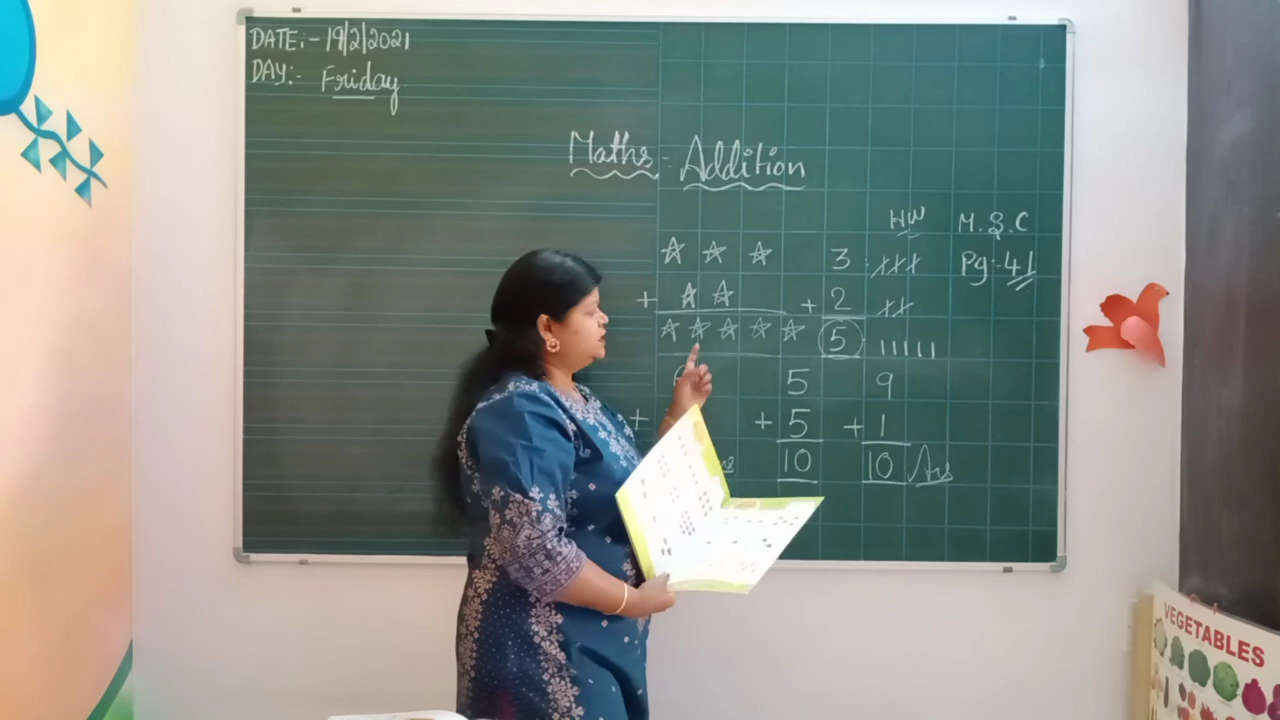 DATE:- 19/2/2021
DAY:- Friday
Maths - Addition
HW M.S.C
3 Pg-41
+ + 2
5
5 9
+ + 5 + 1
10 10 Ans
VEGETABLES